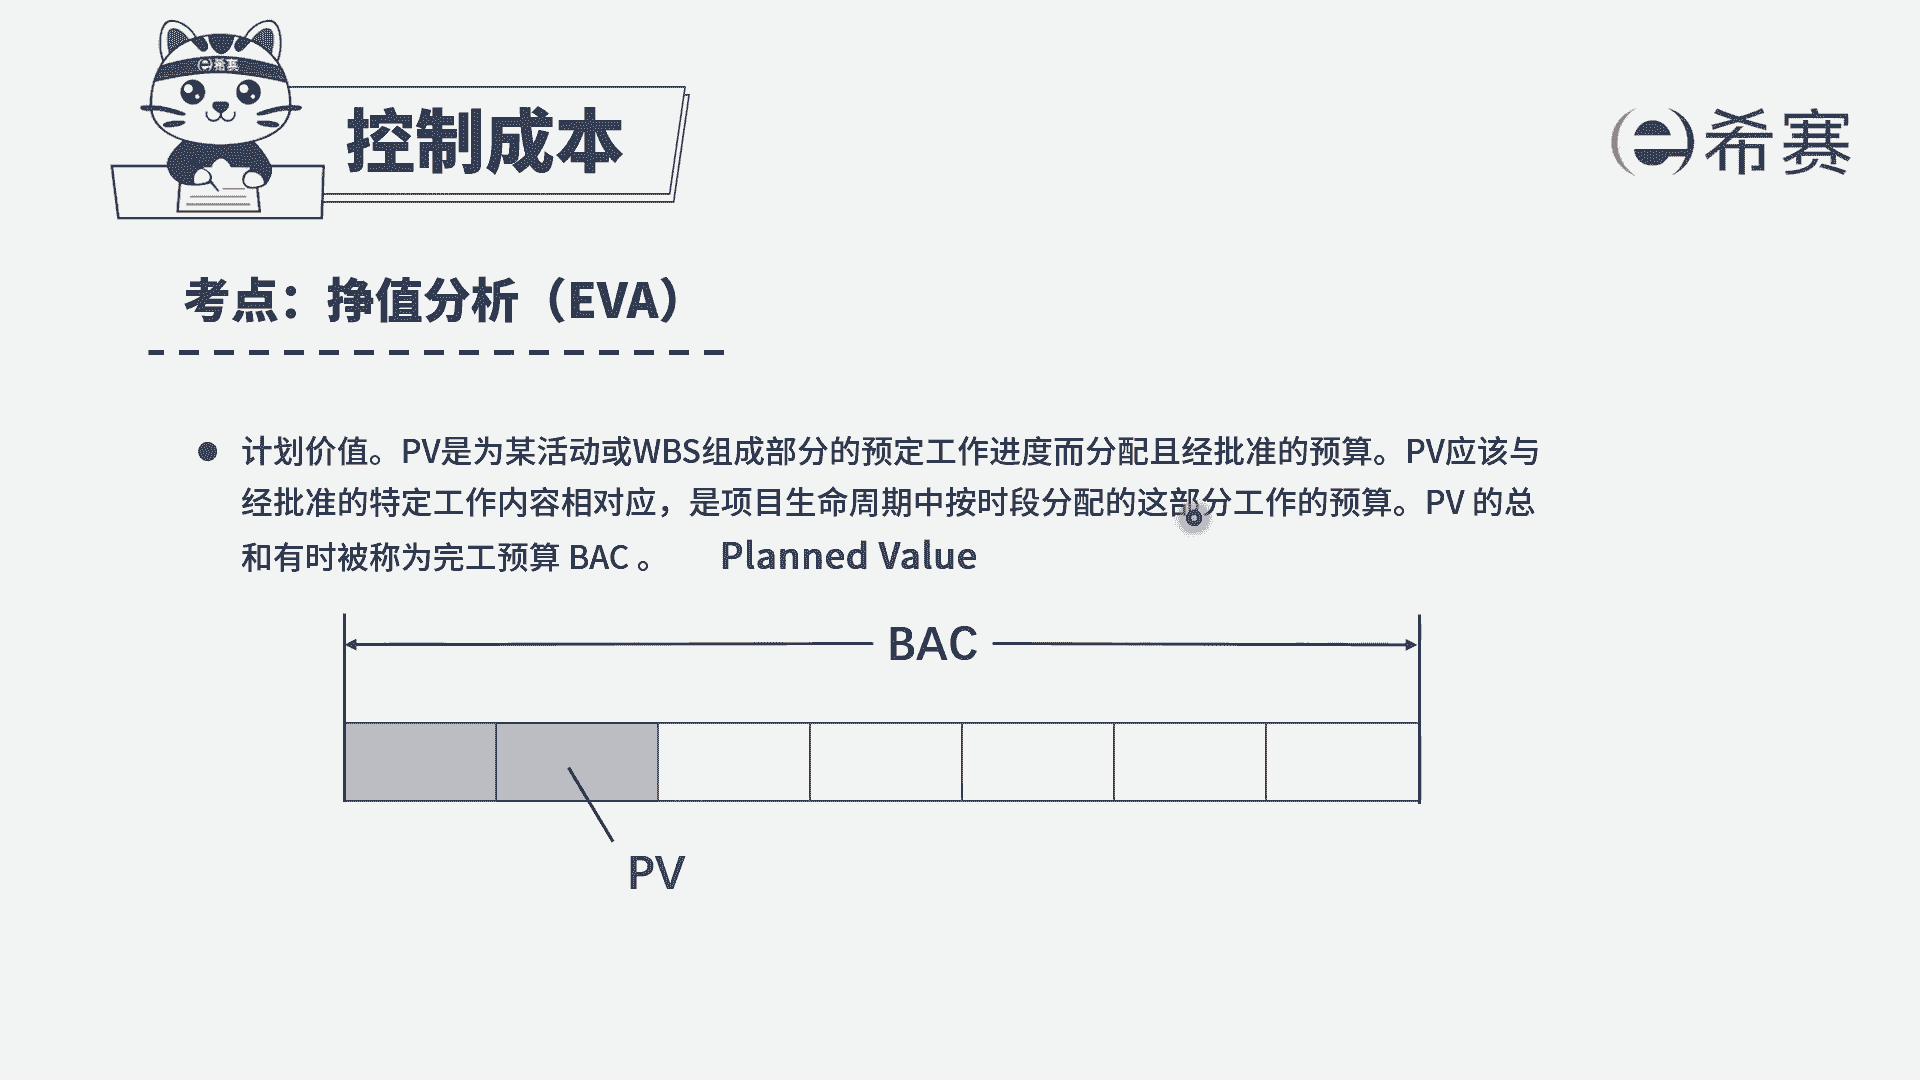 希赛
控制成本
希赛
考点：挣值分析（EVA）
计划价值。PV是为某活动或WBS组成部分的预定工作进度而分配且经批准的预算。PV应该与
经批准的特定工作内容相对应，是项目生命周期中按时段分配的这部分工作的预算。PV 的总
和有时被称为完工预算 BAC 。 Planned Value
BAC
PV